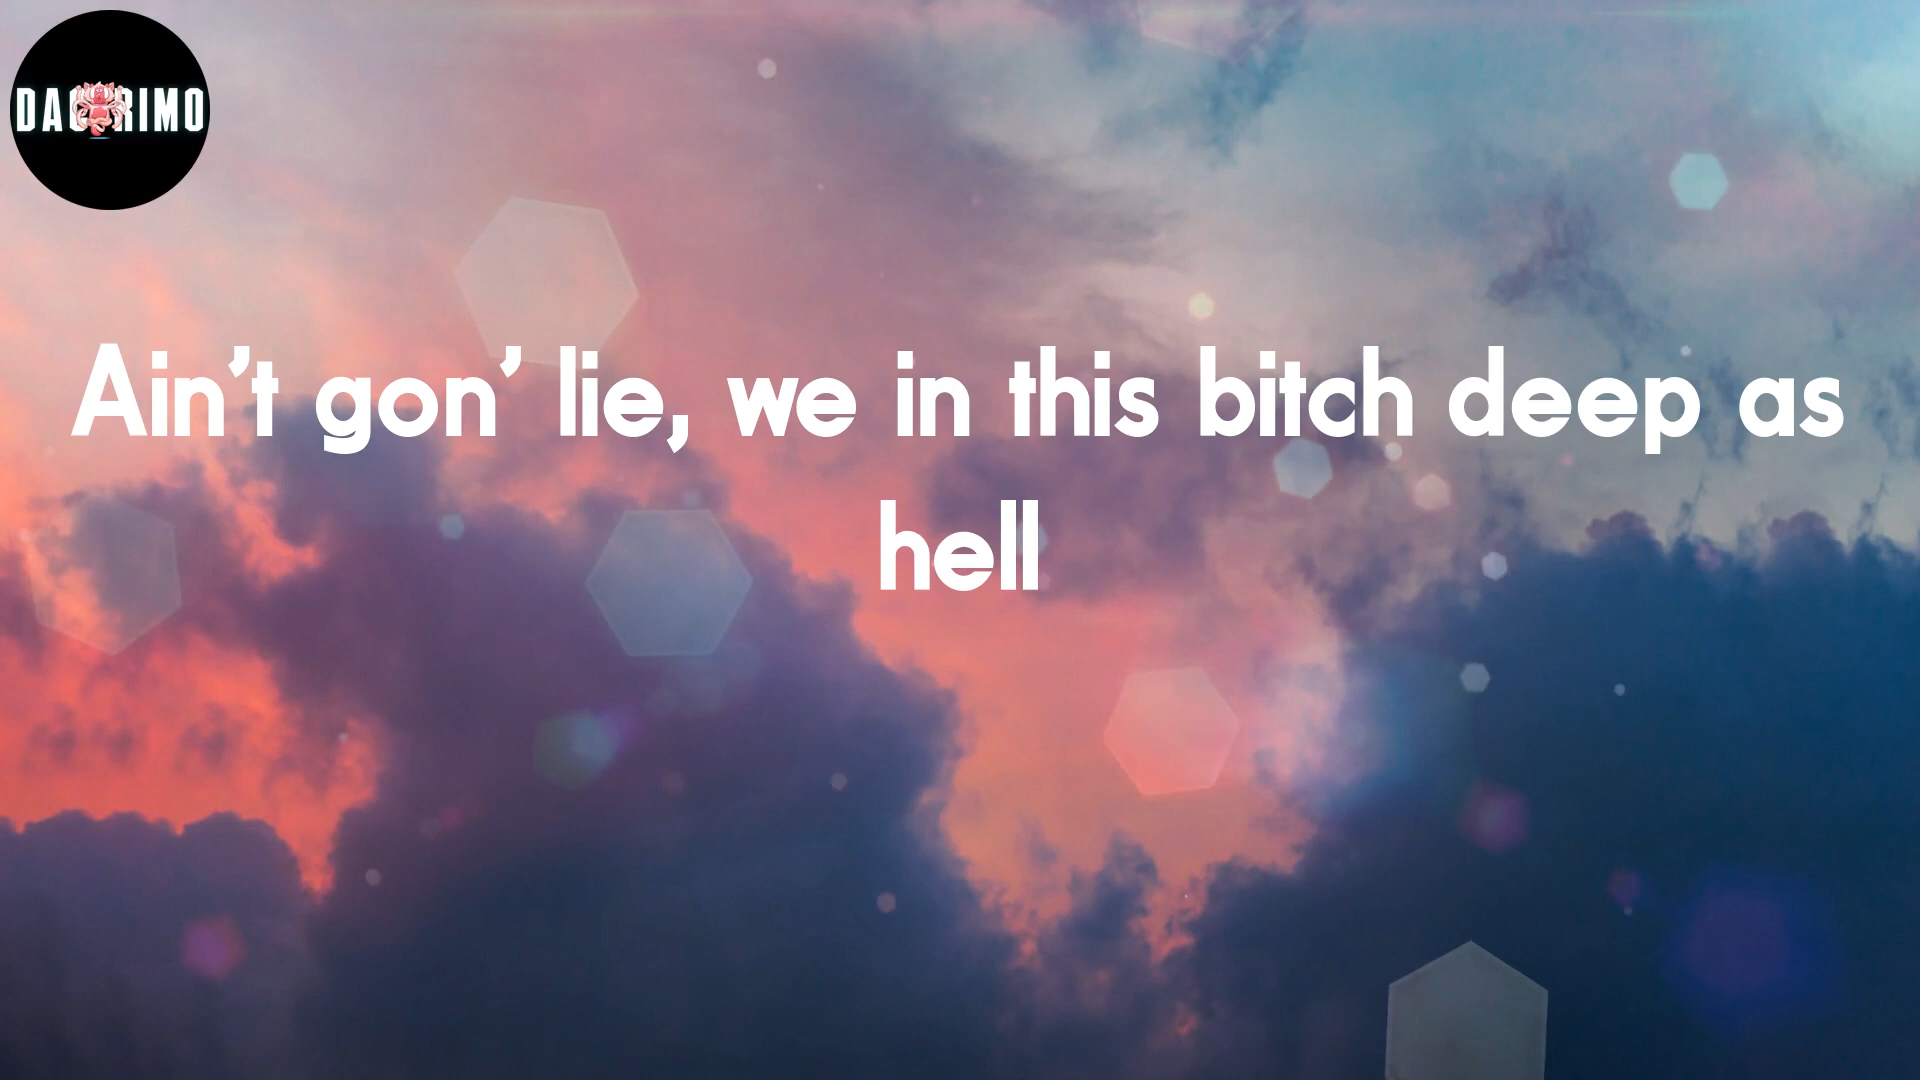 Ain’t gon’ lie, we in this bitch deep as
hell